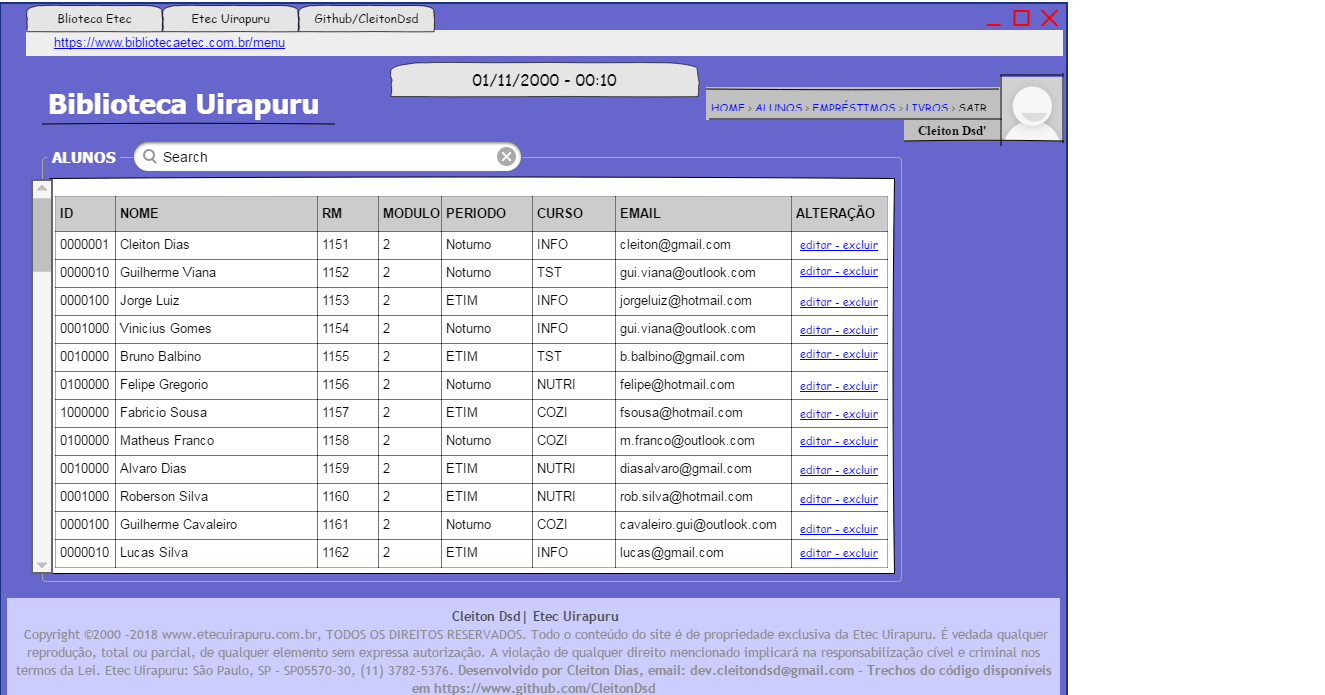 Blioteca Etec Etec Uirapuru Github/CleitonDsd
https://www.bibliotecaetec.com.br/menu
01/11/2000 - 00:10
Biblioteca Uirapuru
HOME > ALUNOS > EMPRÉSTIMOS > LIVROS > SAIR
Cleiton Dsd'
ALUNOS Search
ID NOME RM MODULO PERIODO CURSO EMAIL ALTERAÇÃO
0000001 Cleiton Dias 1151 2 Noturno INFO cleiton@gmail.com editar - excluir
0000010 Guilherme Viana 1152 2 Noturno TST gui.viana@outlook.com editar - excluir
0000100 Jorge Luiz 1153 2 ETIM INFO jorgeluiz@hotmail.com editar - excluir
0001000 Vinicius Gomes 1154 2 Noturno INFO gui.viana@outlook.com editar - excluir
0010000 Bruno Balbino 1155 2 ETIM TST b.balbino@gmail.com editar - excluir
0100000 Felipe Gregorio 1156 2 Noturno NUTRI felipe@hotmail.com editar - excluir
1000000 Fabricio Sousa 1157 2 ETIM COZI fsousa@hotmail.com editar - excluir
0100000 Matheus Franco 1158 2 Noturno COZI m.franco@outlook.com editar - excluir
0010000 Alvaro Dias 1159 2 ETIM NUTRI diasalvaro@gmail.com editar - excluir
0001000 Roberson Silva 1160 2 ETIM NUTRI rob.silva@hotmail.com editar - excluir
0000100 Guilherme Cavaleiro 1161 2 Noturno COZI cavaleiro.gui@outlook.com editar - excluir
0000010 Lucas Silva 1162 2 ETIM INFO lucas@gmail.com editar - excluir
Cleiton Dsd| Etec Uirapuru
Copyright ©2000 -2018 www.etecuirapuru.com.br, TODOS OS DIREITOS RESERVADOS. Todo o conteúdo do site é de propriedade exclusiva da Etec Uirapuru. É vedada qualquer
reprodução, total ou parcial, de qualquer elemento sem expressa autorização. A violação de qualquer direito mencionado implicará na responsabilização cível e criminal nos
termos da Lei. Etec Uirapuru: São Paulo, SP - SP05570-30, (11) 3782-5376. Desenvolvido por Cleiton Dias, email: dev.cleitondsd@gmail.com - Trechos do código disponíveis
em https://www.github.com/CleitonDsd